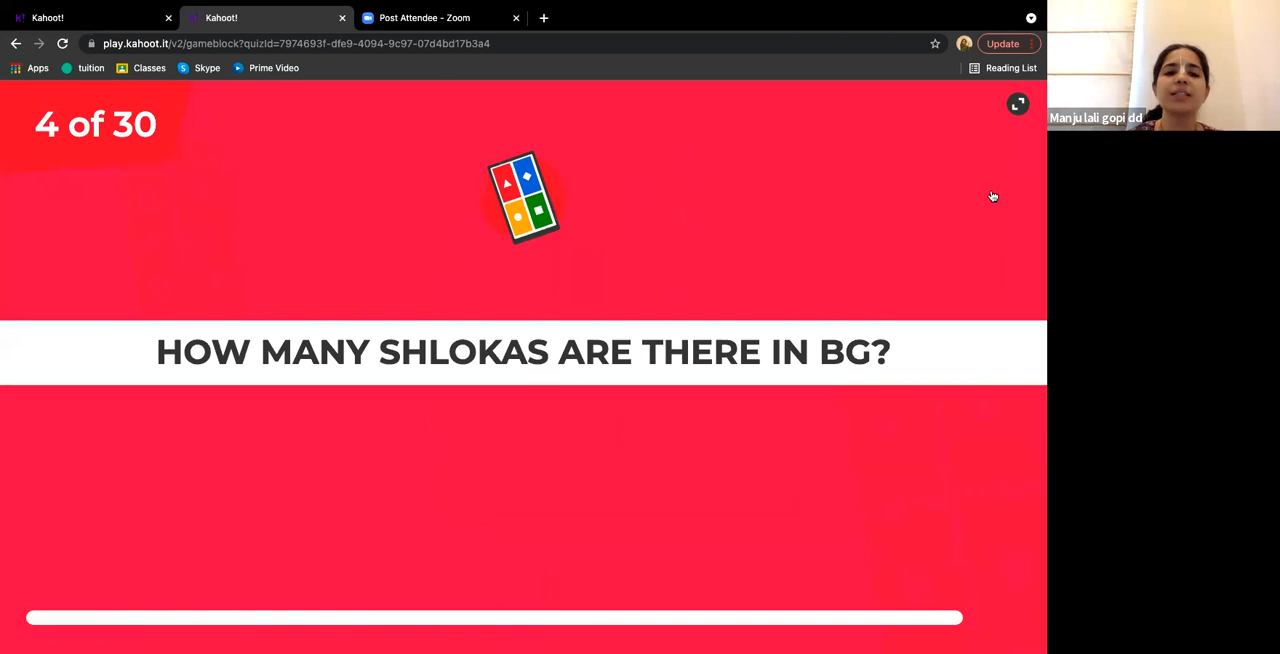 Kahoot!
Kahoot!
Post Attendee - Zoom
play.kahoot.it/v2/gameblock?quizId=7974693f-dfe9-4094-9c97-07d4bd17b3a4
Update
Apps
tuition
Classes
Skype
Prime Video
Reading List
Manju lali gopi dd
4 of 30
HOW MANY SHLOKAS ARE THERE IN BG?